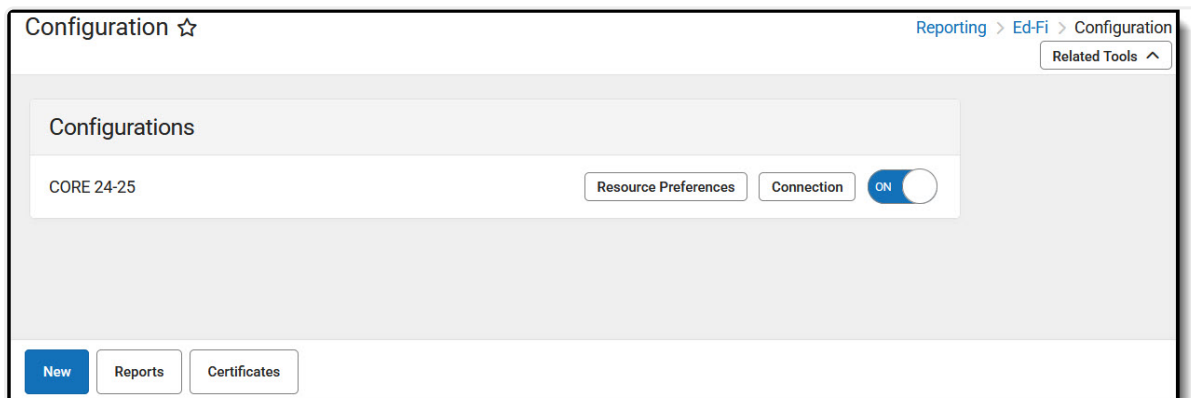 Configuration
Reporting > Ed-Fi > Configuration
Related Tools
Configurations
CORE 24-25
Resource Preferences Connection ON
New Reports Certificates